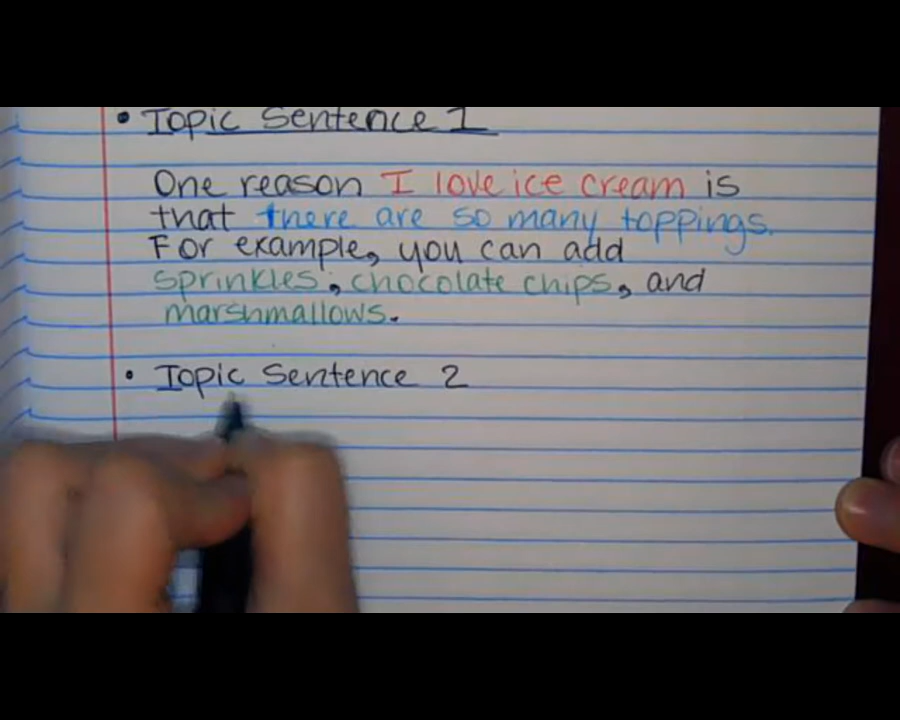 • Topic Sentence 1
One reason I love ice cream is
that there are so many toppings.
For example, you can add
sprinkles, chocolate chips, and
marshmallows.
• Topic Sentence 2